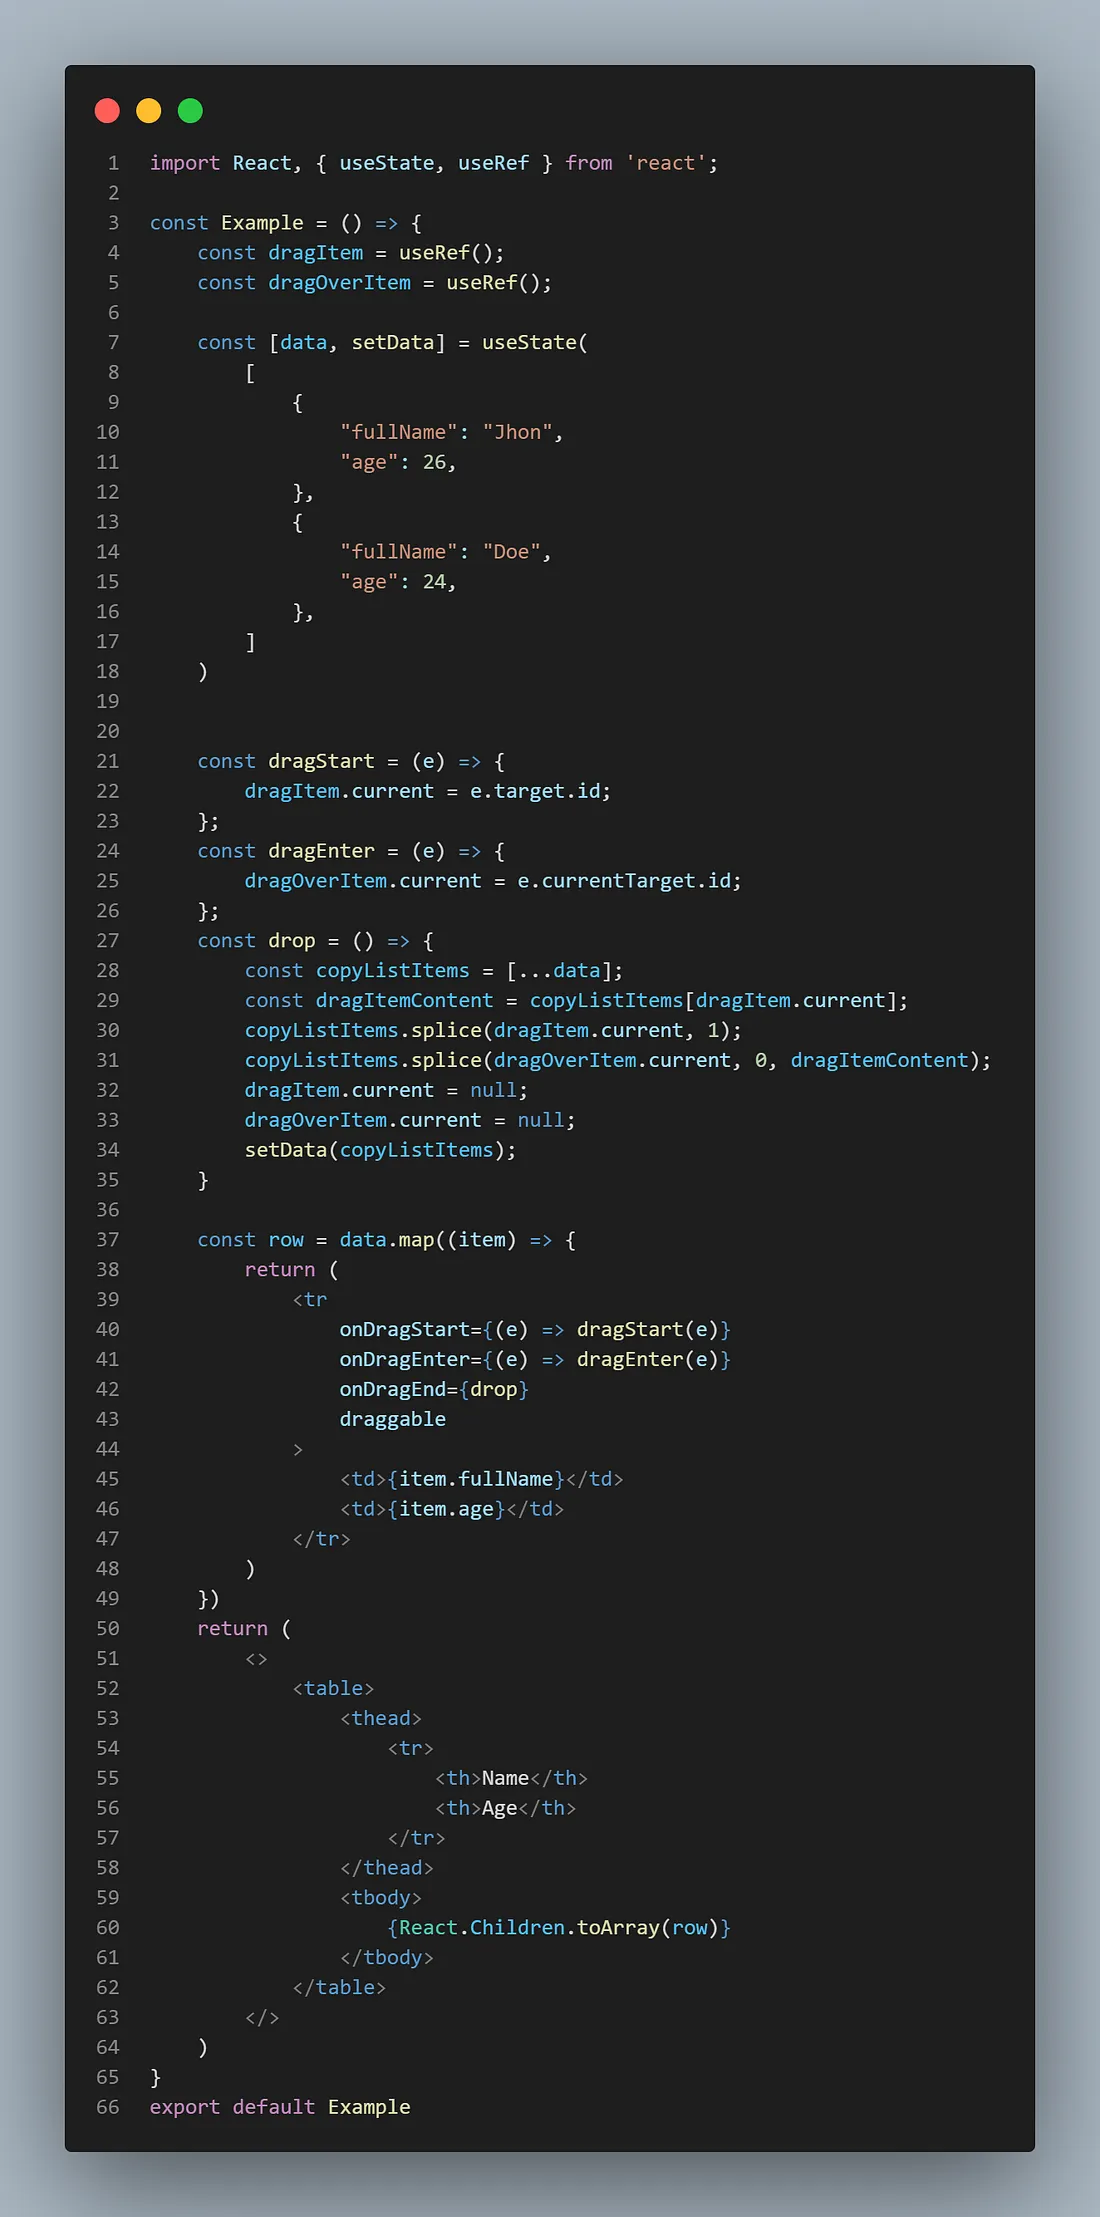 1 import React, { useState, useRef } from 'react';
2
3 const Example = () => {
4     const dragItem = useRef();
5     const dragOverItem = useRef();
6
7     const [data, setData] = useState(
8         [
9             {
10                 "fullName": "Jhon",
11                 "age": 26,
12             },
13             {
14                 "fullName": "Doe",
15                 "age": 24,
16             },
17         ]
18     )
19
20
21     const dragStart = (e) => {
22         dragItem.current = e.target.id;
23     };
24     const dragEnter = (e) => {
25         dragOverItem.current = e.currentTarget.id;
26     };
27     const drop = () => {
28         const copyListItems = [...data];
29         const dragItemContent = copyListItems[dragItem.current];
30         copyListItems.splice(dragItem.current, 1);
31         copyListItems.splice(dragOverItem.current, 0, dragItemContent);
32         dragItem.current = null;
33         dragOverItem.current = null;
34         setData(copyListItems);
35     }
36
37     const row = data.map((item) => {
38         return (
39             <tr
40                 onDragStart={(e) => dragStart(e)}
41                 onDragEnter={(e) => dragEnter(e)}
42                 onDragEnd={drop}
43                 draggable
44             >
45                 <td>{item.fullName}</td>
46                 <td>{item.age}</td>
47             </tr>
48         )
49     })
50     return (
51         <>
52             <table>
53                 <thead>
54                     <tr>
55                         <th>Name</th>
56                         <th>Age</th>
57                     </tr>
58                 </thead>
59                 <tbody>
60                     {React.Children.toArray(row)}
61                 </tbody>
62             </table>
63         </>
64     )
65 }
66 export default Example